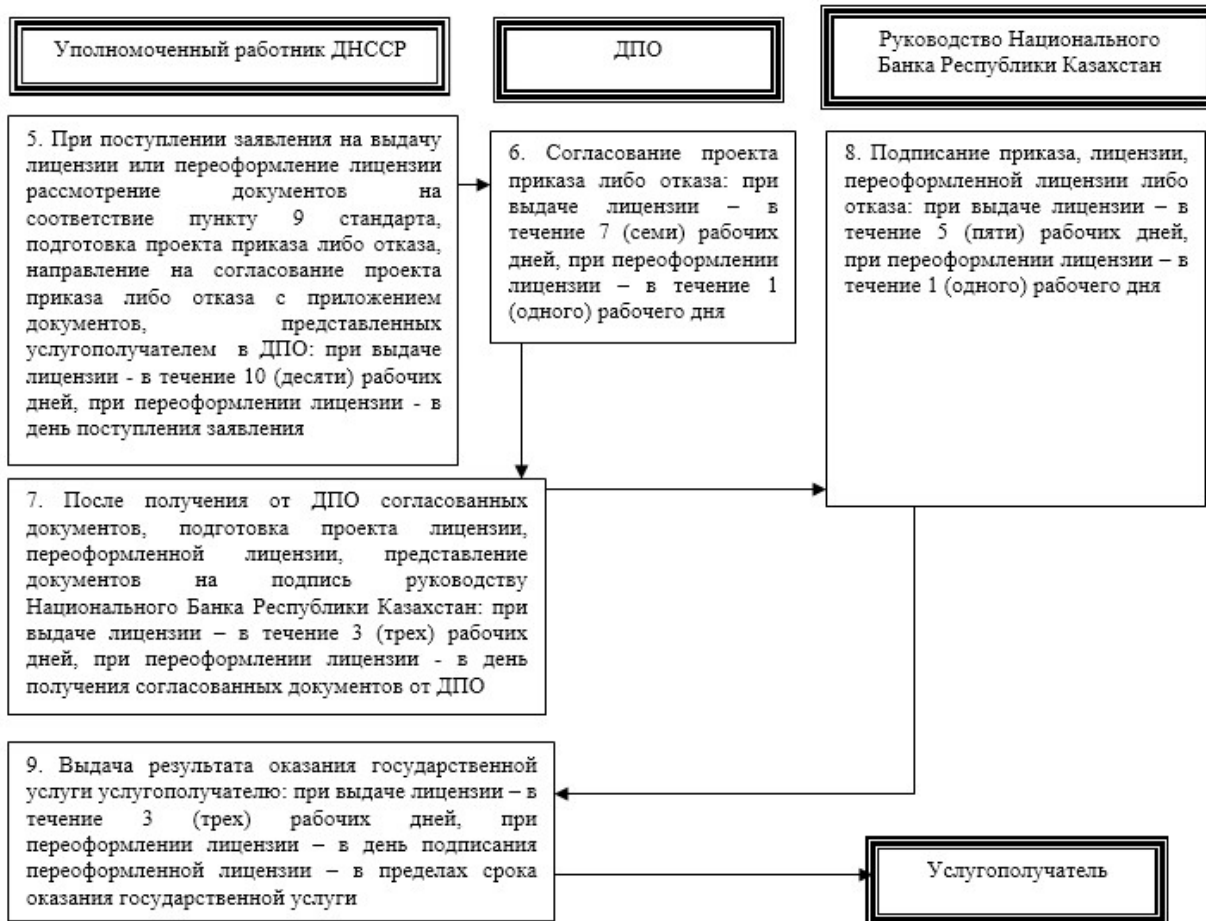 Уполномоченный работник ДНССР
ДПО
Руководство Национального
Банка Республики Казахстан
5. При поступлении заявления на выдачу
лицензии или переоформление лицензии
рассмотрение документов на
соответствие пункту 9 стандарта,
подготовка проекта приказа либо отказа,
направление на согласование проекта
приказа либо отказа с приложением
документов, представленных
услугополучателем в ДПО: при выдаче
лицензии - в течение 10 (десяти) рабочих
дней, при переоформлении лицензии - в
день поступления заявления
6. Согласование проекта
приказа либо отказа: при
выдаче лицензии – в
течение 7 (семи) рабочих
дней, при переоформлении
лицензии – в течение 1
(одного) рабочего дня
8. Подписание приказа, лицензии,
переоформленной лицензии либо
отказа: при выдаче лицензии – в
течение 5 (пяти) рабочих дней,
при переоформлении лицензии – в
течение 1 (одного) рабочего дня
7. После получения от ДПО согласованных
документов, подготовка проекта лицензии,
переоформленной лицензии, представление
документов на подпись руководству
Национального Банка Республики Казахстан: при
выдаче лицензии – в течение 3 (трех) рабочих
дней, при переоформлении лицензии - в день
получения согласованных документов от ДПО
9. Выдача результата оказания государственной
услуги услугополучателю: при выдаче лицензии – в
течение 3 (трех) рабочих дней, при
переоформлении лицензии – в день подписания
переоформленной лицензии – в пределах срока
оказания государственной услуги
Услугополучатель